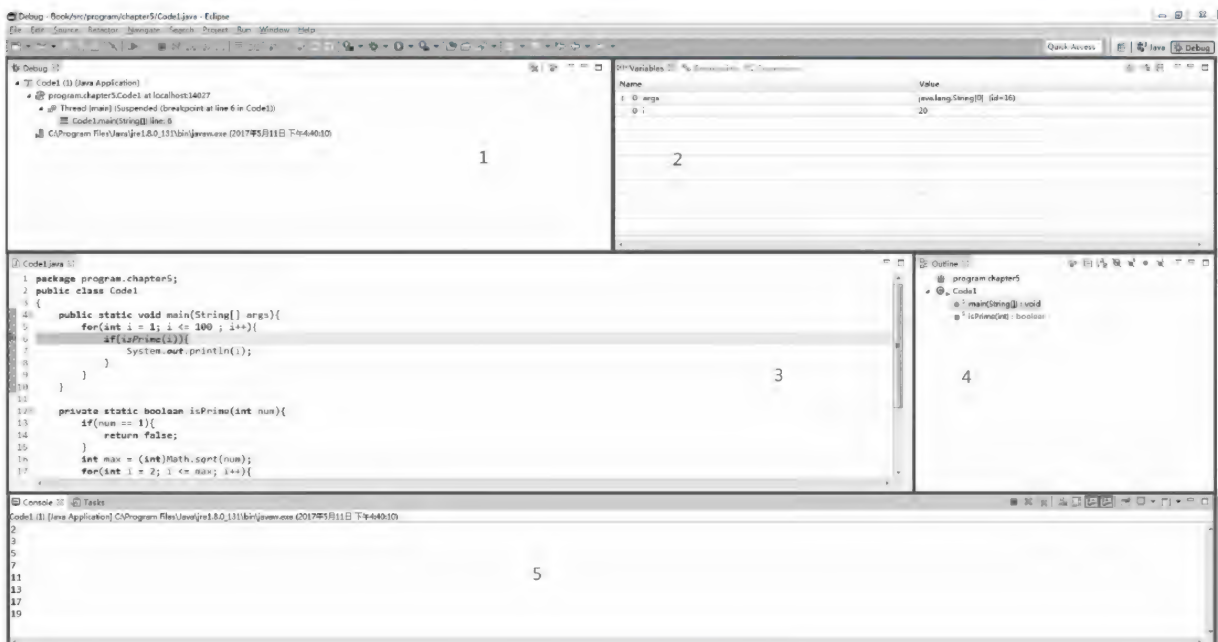 Debug - Book/src/program/chapter5/Code1.java - Eclipse
File Edit Source Refactor Navigate Search Project Run Window Help
Quick Access
Java
Debug
Debug
Code1 (1) [Java Application]
program.chapter5.Code1 at localhost:14027
Thread [main] (Suspended (breakpoint at line 6 in Code1))
Code1.main(String[]) line: 6
C:\Program Files\Java\jre1.8.0_131\bin\javaw.exe (2017年5月11日 下午4:40:10)
1
Variables
Breakpoints
Expressions
Name Value
args java.lang.String[0] (id=16)
i 20
2
Code1.java
1 package program.chapter5;
2 public class Code1
3 {
4 public static void main(String[] args){
5 for(int i = 1; i <= 100 ; i++){
6 if(isPrime(i)){
7 System.out.println(i);
8 }
9 }
10 }
11
12 private static boolean isPrime(int num){
13 if(num == 1){
14 return false;
15 }
16 int max = (int)Math.sqrt(num);
17 for(int i = 2; i <= max; i++){
3
Outline
program.chapter5
Code1
main(String[]) : void
isPrime(int) : boolean
4
Console
Tasks
Code1 (1) [Java Application] C:\Program Files\Java\jre1.8.0_131\bin\javaw.exe (2017年5月11日 下午4:40:10)
2
3
5
7
11
13
17
19
5